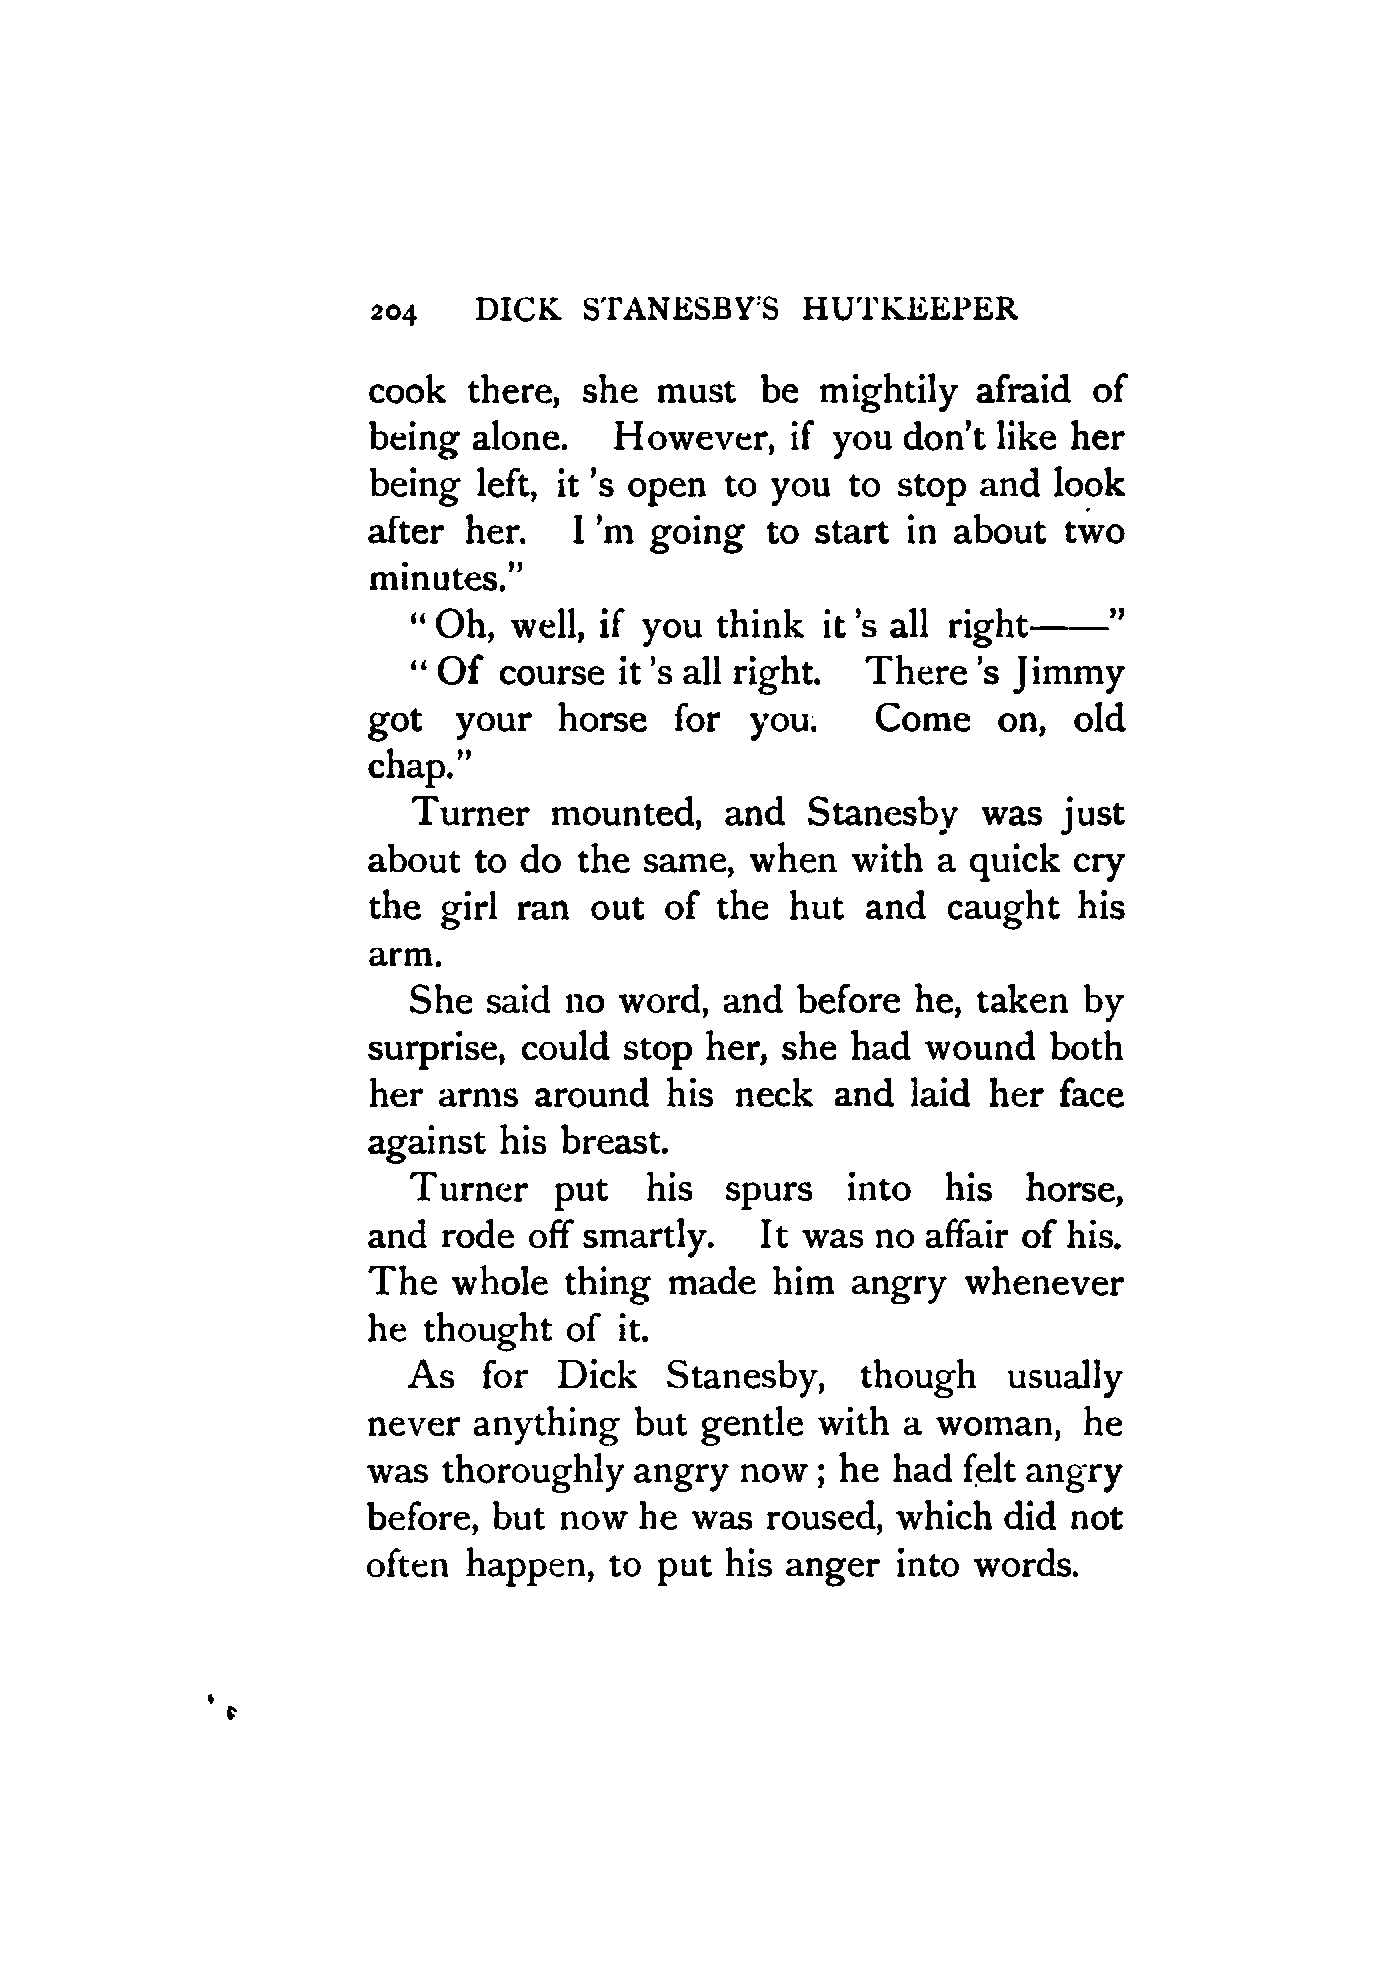 204 DICK STANESBY'S HUTKEEPER
cook there, she must be mightily afraid of
being alone. However, if you don't like her
being left, it 's open to you to stop and look
after her. I 'm going to start in about two
minutes."
"Oh, well, if you think it 's all right——"
"Of course it 's all right. There 's Jimmy
got your horse for you. Come on, old
chap."
Turner mounted, and Stanesby was just
about to do the same, when with a quick cry
the girl ran out of the hut and caught his
arm.
She said no word, and before he, taken by
surprise, could stop her, she had wound both
her arms around his neck and laid her face
against his breast.
Turner put his spurs into his horse,
and rode off smartly. It was no affair of his.
The whole thing made him angry whenever
he thought of it.
As for Dick Stanesby, though usually
never anything but gentle with a woman, he
was thoroughly angry now ; he had felt angry
before, but now he was roused, which did not
often happen, to put his anger into words.